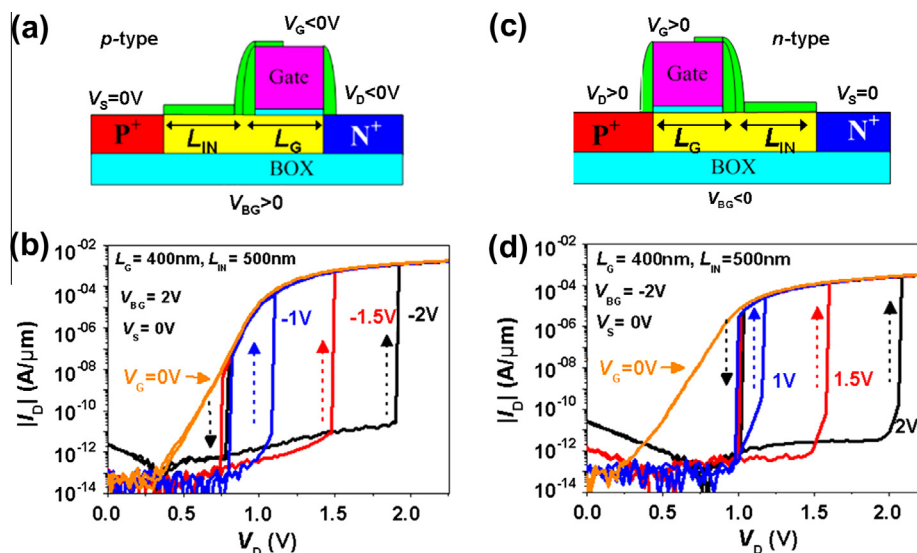 (a)
p-type
V_G<0V
V_S=0V
Gate
V_D<0V
P⁺
L_IN
L_G
N⁺
BOX
V_BG>0
(c)
V_G>0
n-type
V_D>0
Gate
V_S=0
P⁺
L_G
L_IN
N⁺
BOX
V_BG<0
(b)
|I_D| (A/μm)
10⁻⁰²
10⁻⁰⁴
10⁻⁰⁶
10⁻⁰⁸
10⁻¹⁰
10⁻¹²
10⁻¹⁴
L_G= 400nm, L_IN= 500nm
V_BG= 2V
V_S= 0V
-1V
-1.5V
-2V
V_G=0V
0.0 0.5 1.0 1.5 2.0
V_D (V)
(d)
|I_D| (A/μm)
10⁻⁰²
10⁻⁰⁴
10⁻⁰⁶
10⁻⁰⁸
10⁻¹⁰
10⁻¹²
10⁻¹⁴
L_G= 400nm, L_IN=500nm
V_BG= -2V
V_S= 0V
V_G=0V
1V
1.5V
2V
0.0 0.5 1.0 1.5 2.0
V_D (V)